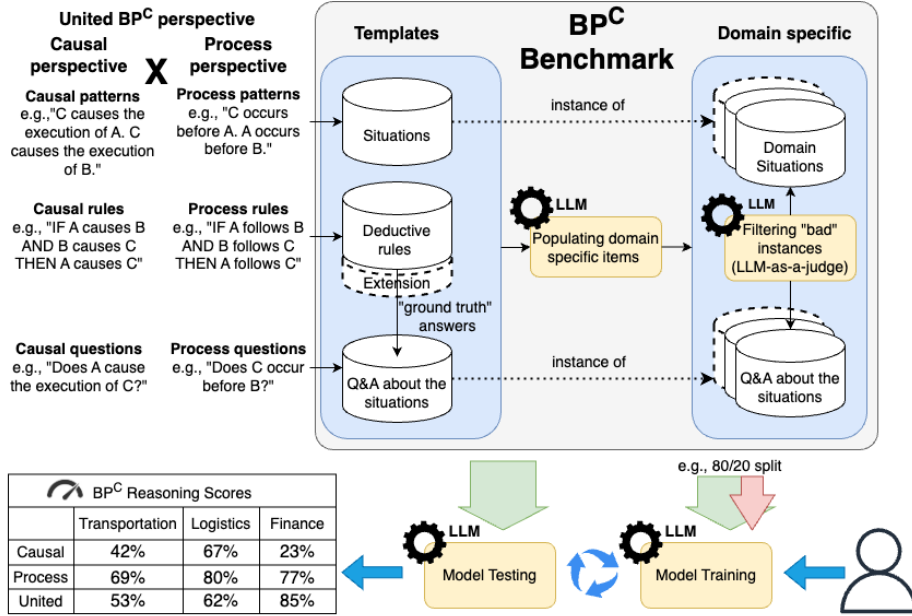 United BP^C perspective
Causal perspective
X
Process perspective
Causal patterns
e.g.,"C causes the
execution of A. C
causes the execution
of B."
Process patterns
e.g., "C occurs
before A. A occurs
before B."
Causal rules
e.g., "IF A causes B
AND B causes C
THEN A causes C"
Process rules
e.g., "IF A follows B
AND B follows C
THEN A follows C"
Causal questions
e.g., "Does A cause
the execution of C?"
Process questions
e.g., "Does C occur
before B?"
BP^C
Benchmark
Templates
Situations
Deductive
rules
Extension
"ground truth"
answers
Q&A about the
situations
instance of
LLM
Populating domain
specific items
instance of
Domain specific
Domain
Situations
LLM
Filtering "bad"
instances
(LLM-as-a-judge)
Q&A about the
situations
e.g., 80/20 split
LLM
Model Testing
LLM
Model Training
BP^C Reasoning Scores
Transportation Logistics Finance
Causal 42% 67% 23%
Process 69% 80% 77%
United 53% 62% 85%